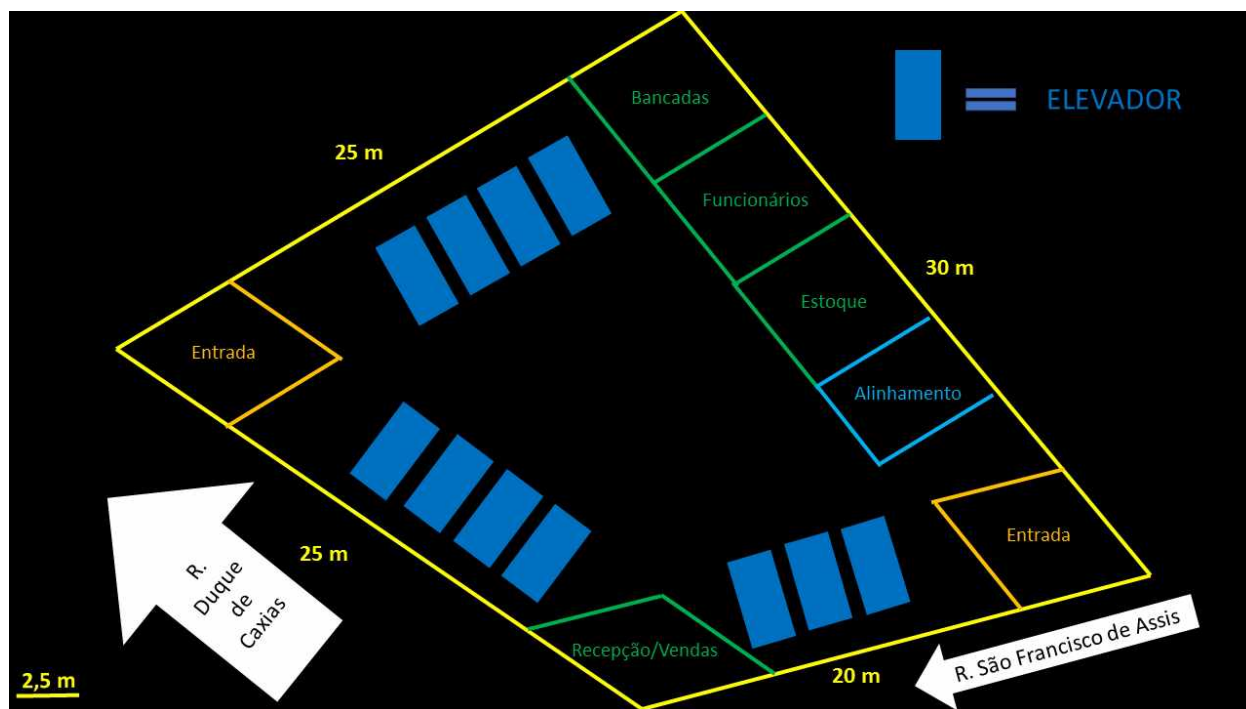 Bancadas
ELEVADOR
25 m
Funcionários
30 m
Estoque
Entrada
Alinhamento
Entrada
25 m
R.
Duque
de
Caxias
Recepção/Vendas
R. São Francisco de Assis
20 m
2,5 m